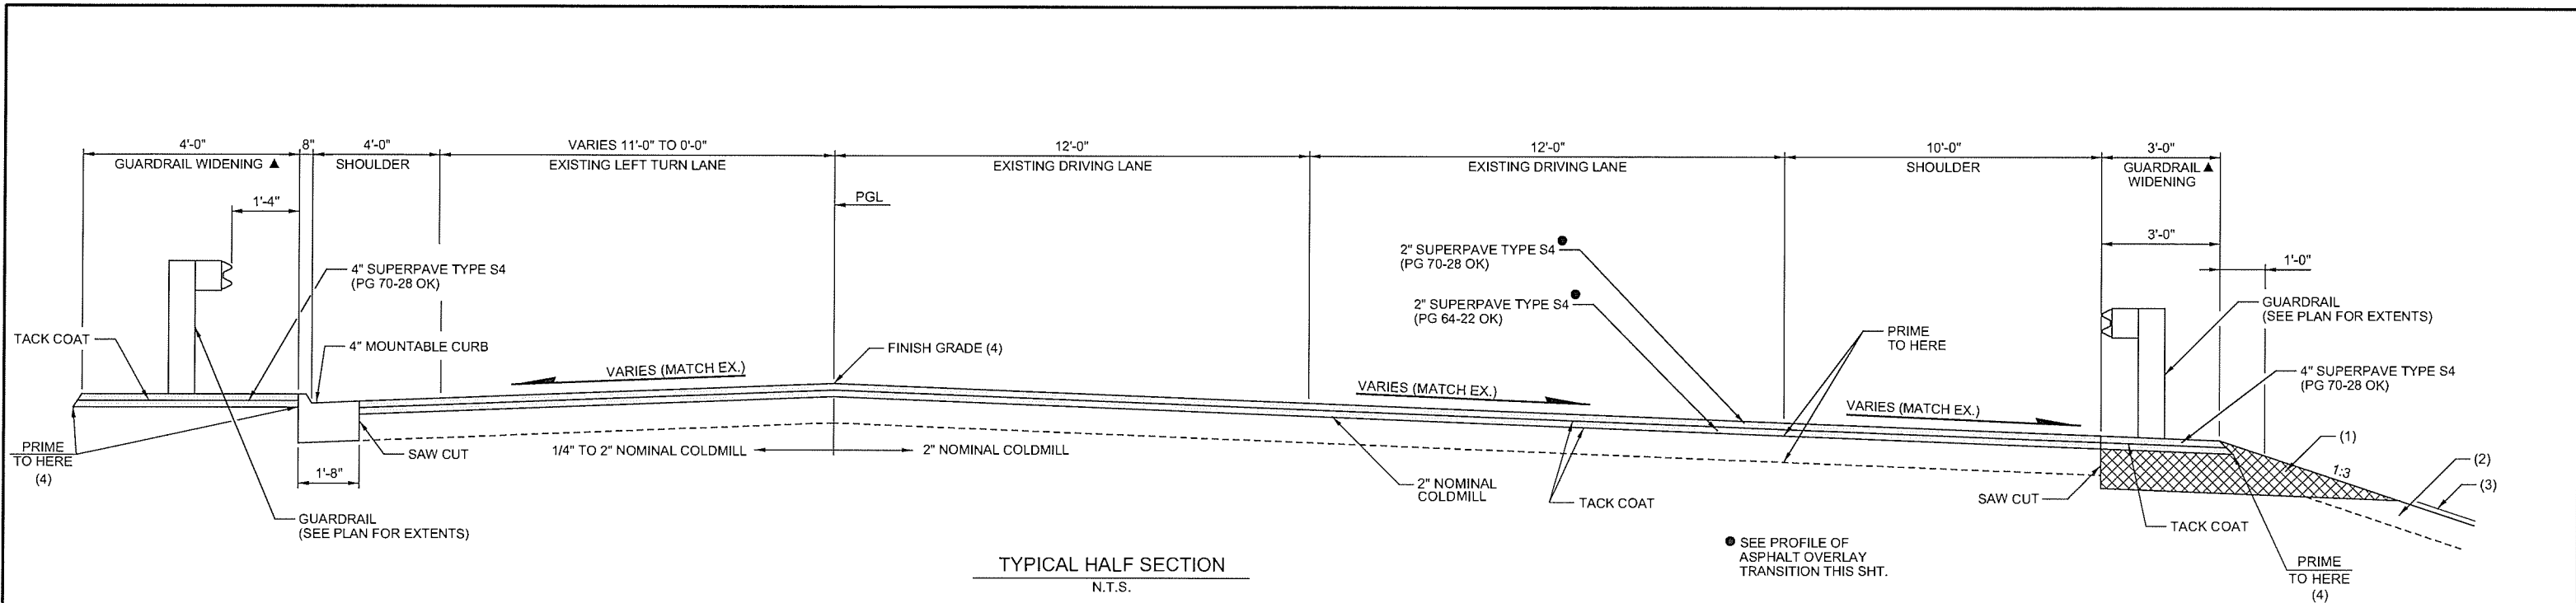 4'-0"
8"
4'-0"
VARIES 11'-0" TO 0'-0"
12'-0"
12'-0"
10'-0"
3'-0"
GUARDRAIL WIDENING ▲
SHOULDER
EXISTING LEFT TURN LANE
EXISTING DRIVING LANE
EXISTING DRIVING LANE
SHOULDER
GUARDRAIL ▲
WIDENING
1'-4"
PGL
3'-0"
1'-0"
4" SUPERPAVE TYPE S4
(PG 70-28 OK)
2" SUPERPAVE TYPE S4 ●
(PG 70-28 OK)
2" SUPERPAVE TYPE S4 ●
(PG 64-22 OK)
GUARDRAIL
(SEE PLAN FOR EXTENTS)
TACK COAT
4" MOUNTABLE CURB
FINISH GRADE (4)
PRIME
TO HERE
VARIES (MATCH EX.)
VARIES (MATCH EX.)
VARIES (MATCH EX.)
4" SUPERPAVE TYPE S4
(PG 70-28 OK)
PRIME
TO HERE
(4)
SAW CUT
1/4" TO 2" NOMINAL COLDMILL
2" NOMINAL COLDMILL
1'-8"
2" NOMINAL
COLDMILL
TACK COAT
SAW CUT
(1)
1:3
(2)
(3)
TACK COAT
GUARDRAIL
(SEE PLAN FOR EXTENTS)
● SEE PROFILE OF
ASPHALT OVERLAY
TRANSITION THIS SHT.
PRIME
TO HERE
(4)
TYPICAL HALF SECTION
N.T.S.